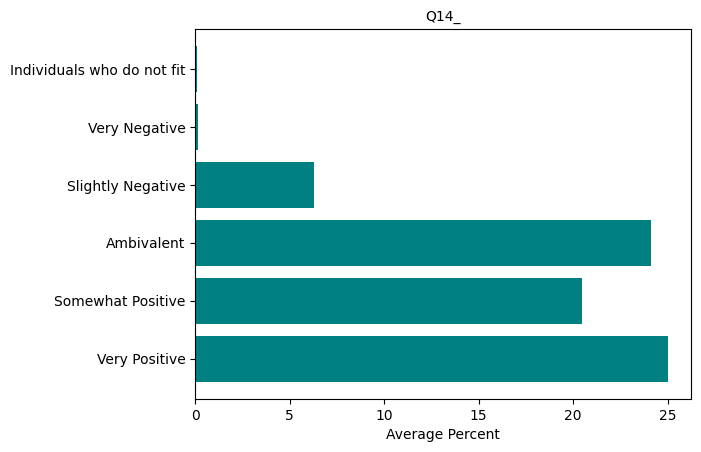 Q14_
Individuals who do not fit
Very Negative
Slightly Negative
Ambivalent
Somewhat Positive
Very Positive
0 5 10 15 20 25
Average Percent